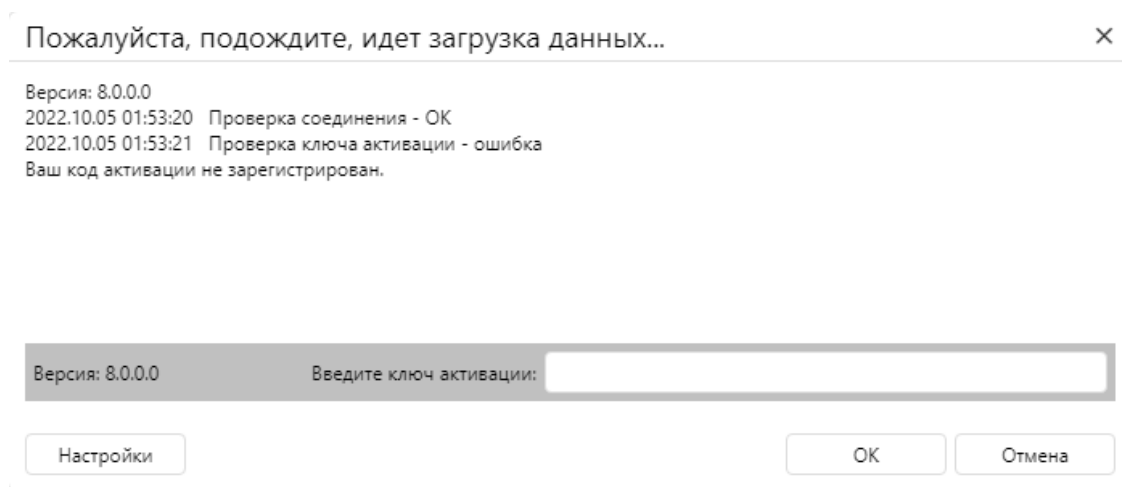 Пожалуйста, подождите, идет загрузка данных...
Версия: 8.0.0.0
2022.10.05 01:53:20 Проверка соединения - ОК
2022.10.05 01:53:21 Проверка ключа активации - ошибка
Ваш код активации не зарегистрирован.
Версия: 8.0.0.0 Введите ключ активации:
Настройки ОК Отмена